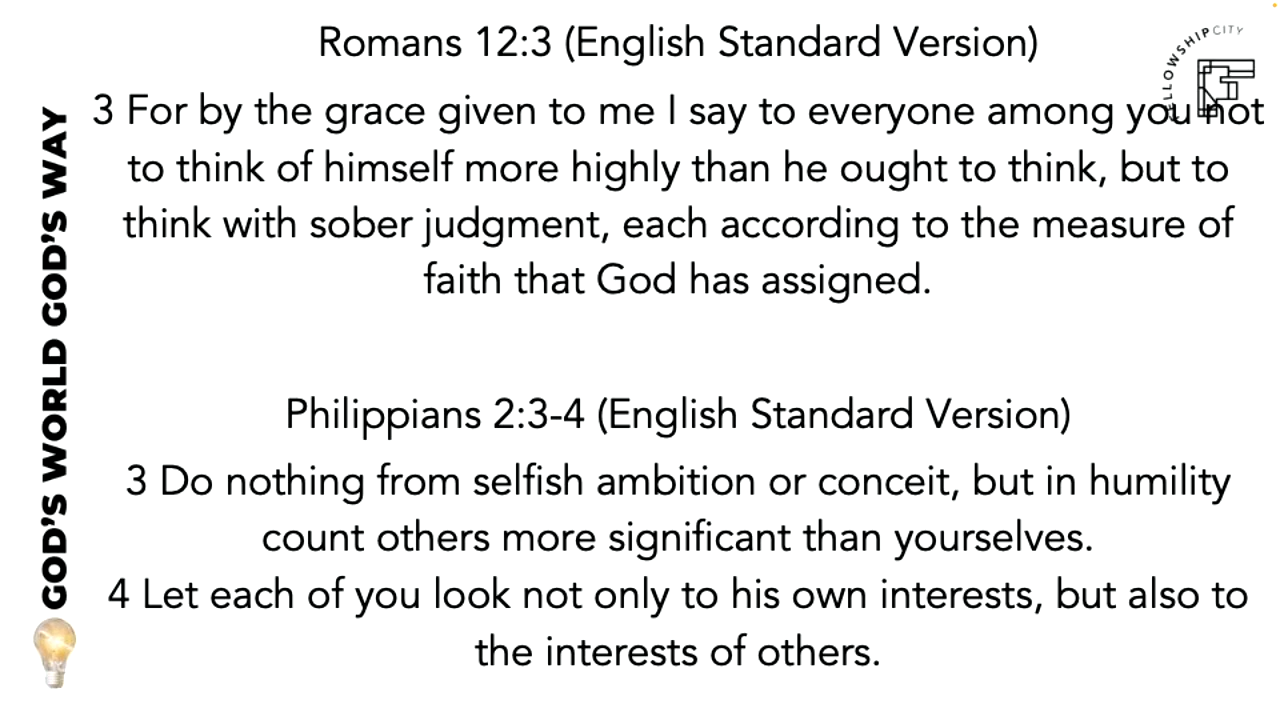 Romans 12:3 (English Standard Version)
FELLOWSHIPCITY
3 For by the grace given to me I say to everyone among you not
to think of himself more highly than he ought to think, but to
think with sober judgment, each according to the measure of
faith that God has assigned.
Philippians 2:3-4 (English Standard Version)
3 Do nothing from selfish ambition or conceit, but in humility
count others more significant than yourselves.
4 Let each of you look not only to his own interests, but also to
the interests of others.
GOD'S WORLD GOD'S WAY